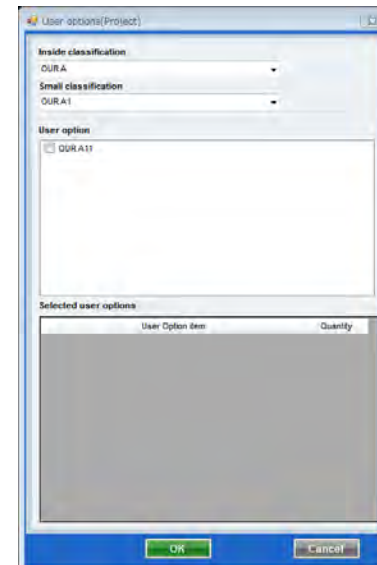 User options(Project)
Inside classification
OUR A
Small classification
OUR A1
User option
OUR A11
Selected user options
User Option item Quantity
OK Cancel